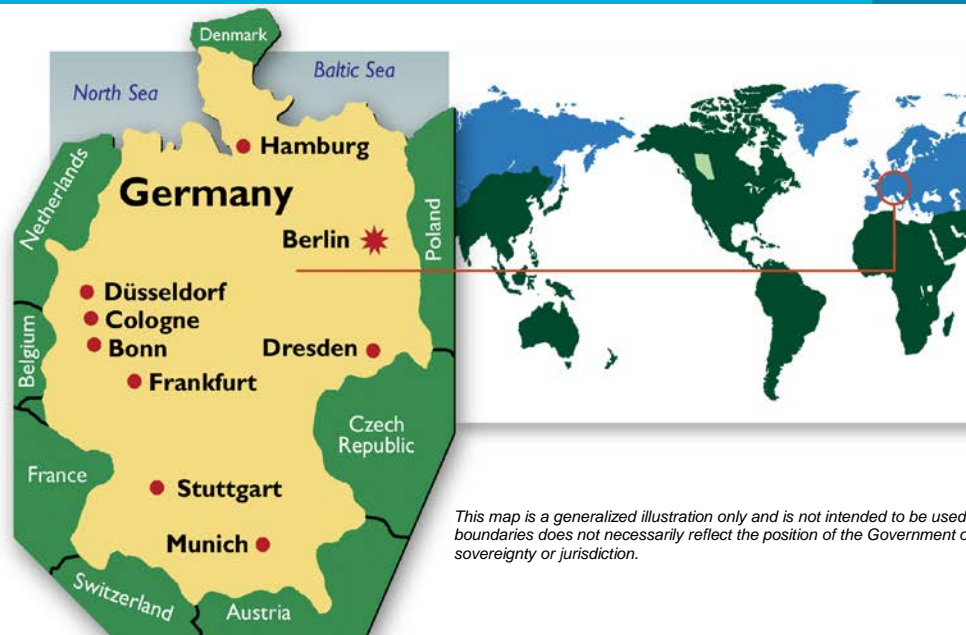 Denmark
North Sea
Baltic Sea
Hamburg
Netherlands
Germany
Poland
Berlin
Düsseldorf
Cologne
Belgium
Bonn
Dresden
Frankfurt
Czech
Republic
France
Stuttgart
Munich
Switzerland
Austria
This map is a generalized illustration only and is not intended to be used
boundaries does not necessarily reflect the position of the Government
sovereignty or jurisdiction.